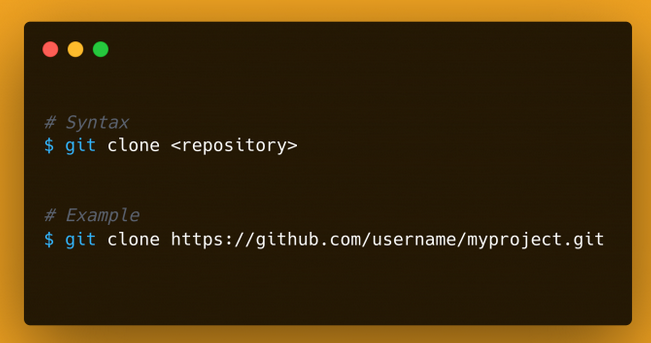 # Syntax
$ git clone <repository>
# Example
$ git clone https://github.com/username/myproject.git